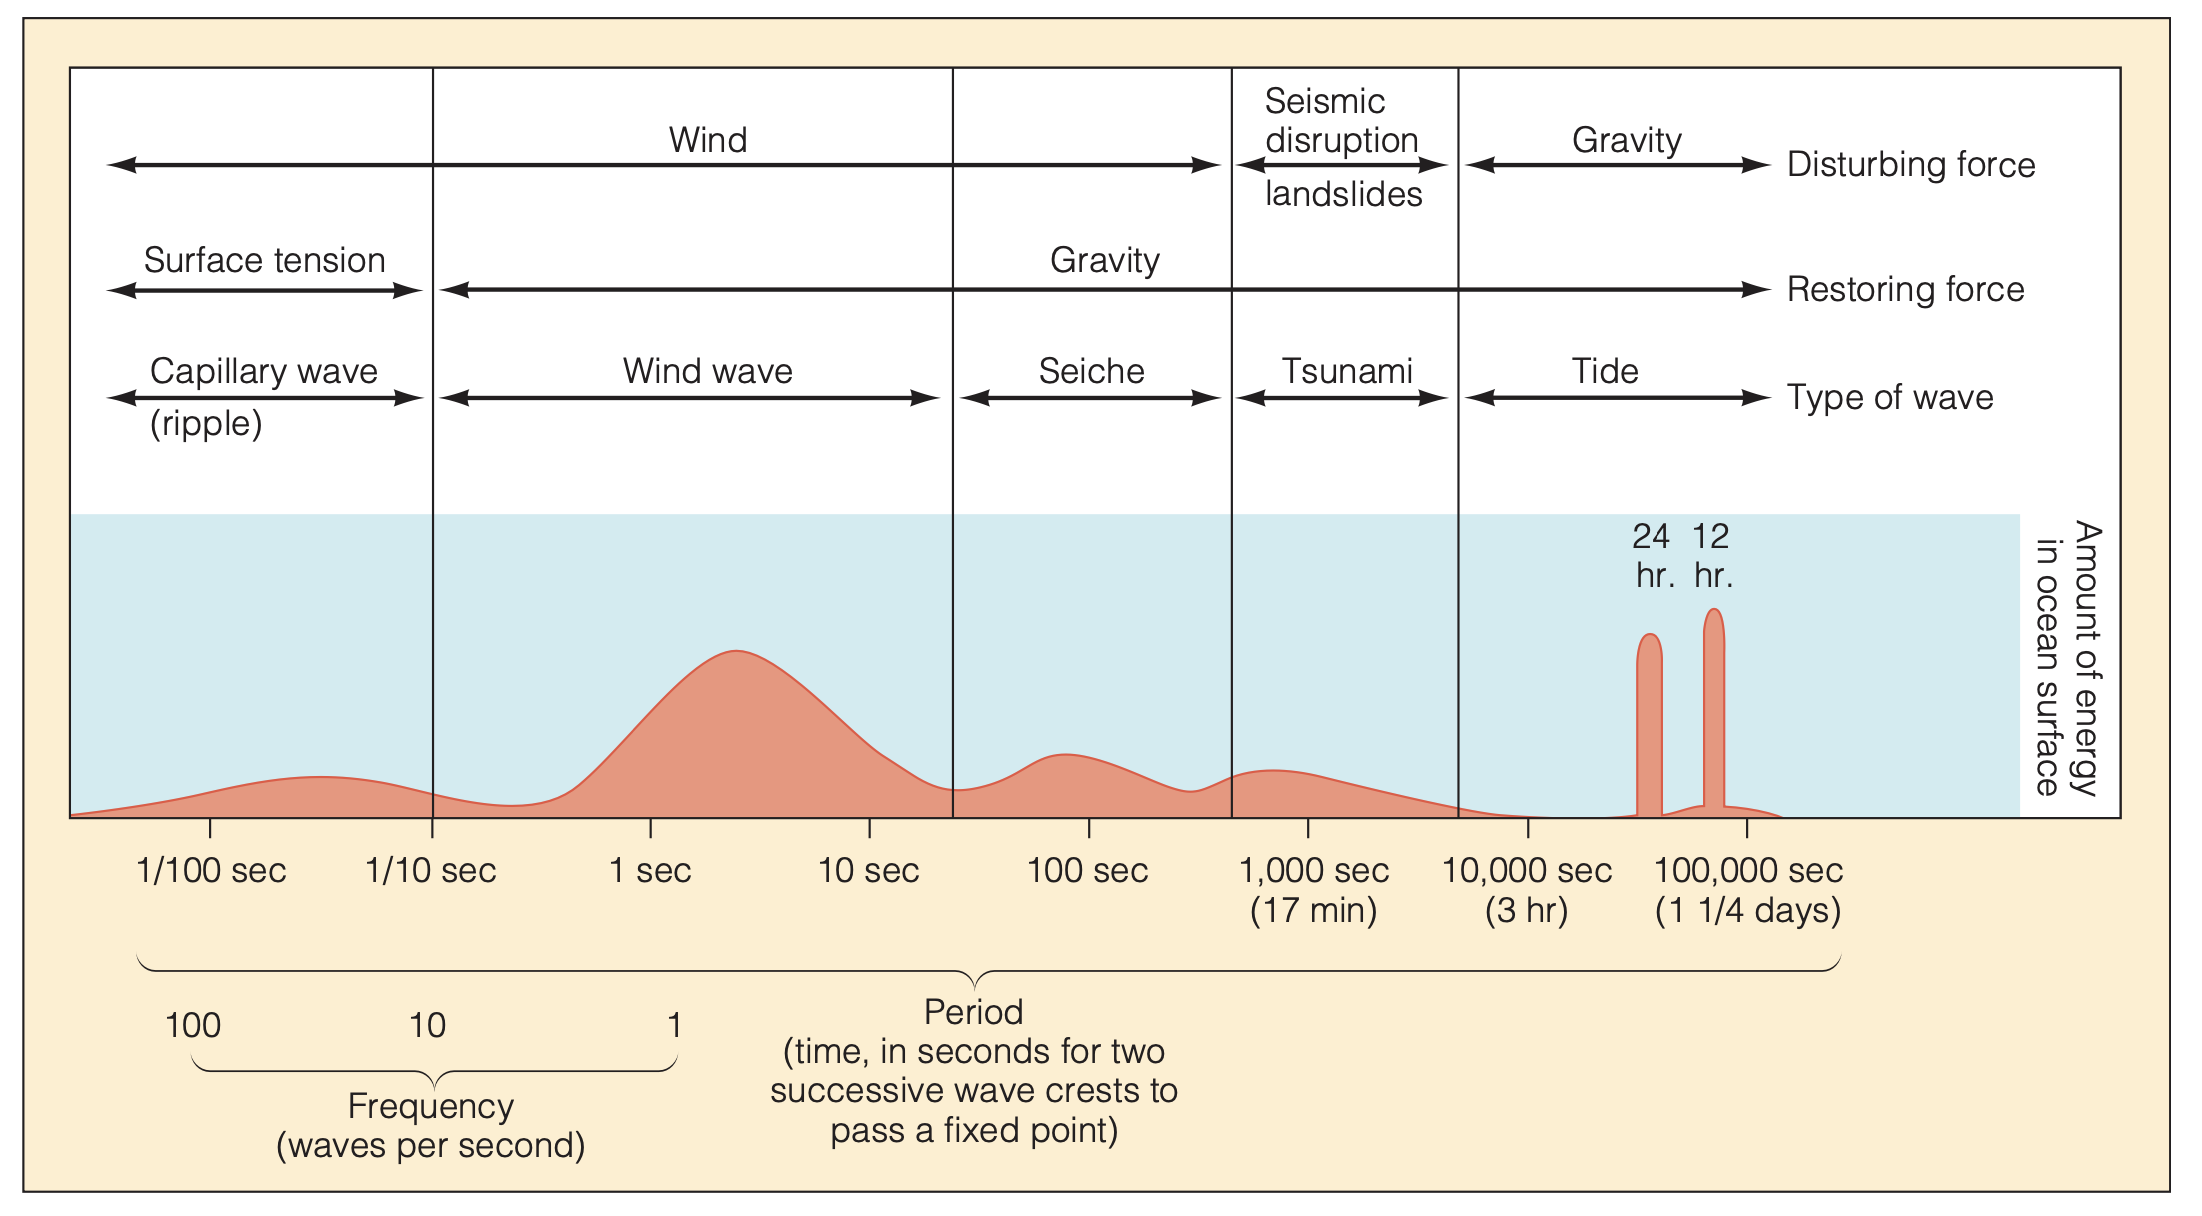 Wind
Seismic
disruption
landslides
Gravity
Disturbing force
Surface tension
Gravity
Restoring force
Capillary wave
(ripple)
Wind wave
Seiche
Tsunami
Tide
Type of wave
24
hr.
12
hr.
Amount of energy
in ocean surface
1/100 sec
1/10 sec
1 sec
10 sec
100 sec
1,000 sec
(17 min)
10,000 sec
(3 hr)
100,000 sec
(1 1/4 days)
100
10
1
Frequency
(waves per second)
Period
(time, in seconds for two
successive wave crests to
pass a fixed point)